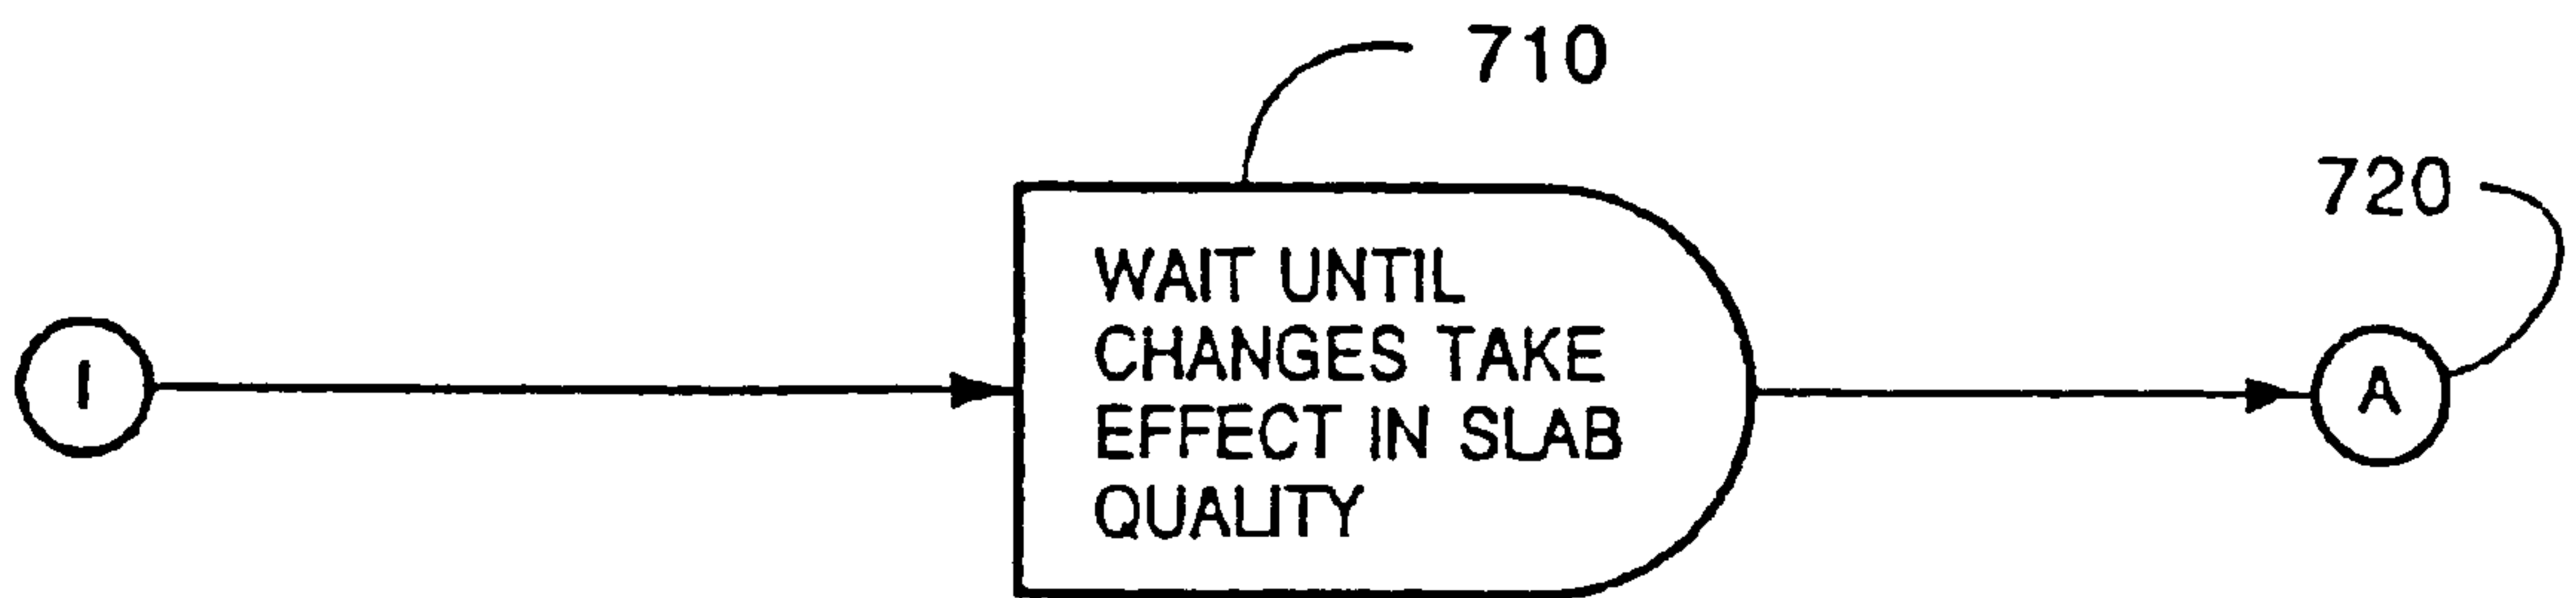 710
720
I
WAIT UNTIL
CHANGES TAKE
EFFECT IN SLAB
QUALITY
A